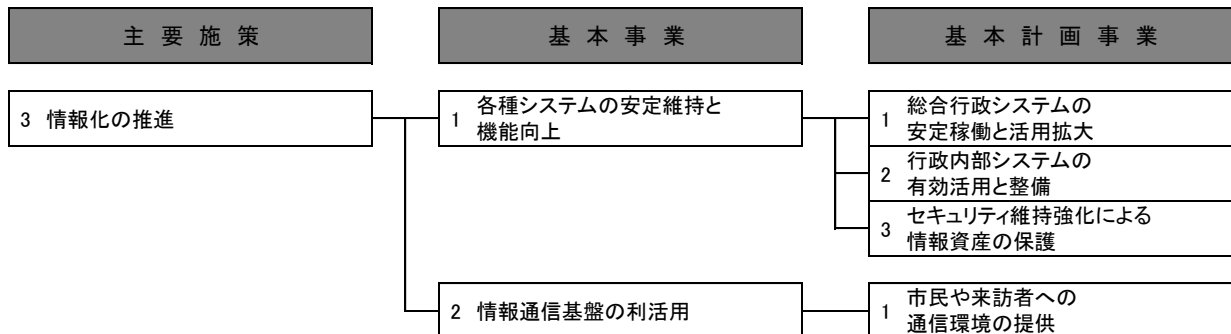 主要施策
基本事業
基本計画事業
3 情報化の推進
1 各種システムの安定維持と
機能向上
1 総合行政システムの
安定稼働と活用拡大
2 行政内部システムの
有効活用と整備
3 セキュリティ維持強化による
情報資産の保護
2 情報通信基盤の利活用
1 市民や来訪者への
通信環境の提供